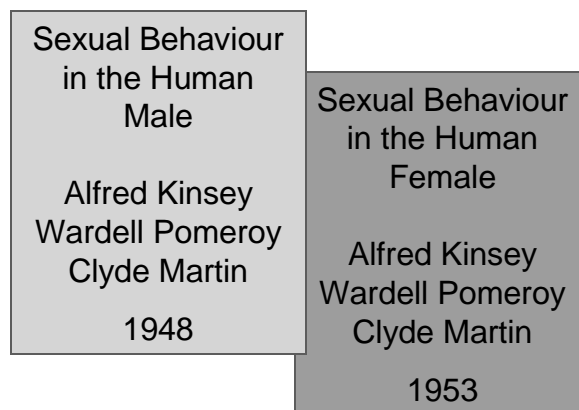 Sexual Behaviour
in the Human
Male
Alfred Kinsey
Wardell Pomeroy
Clyde Martin
1948
Sexual Behaviour
in the Human
Female
Alfred Kinsey
Wardell Pomeroy
Clyde Martin
1953